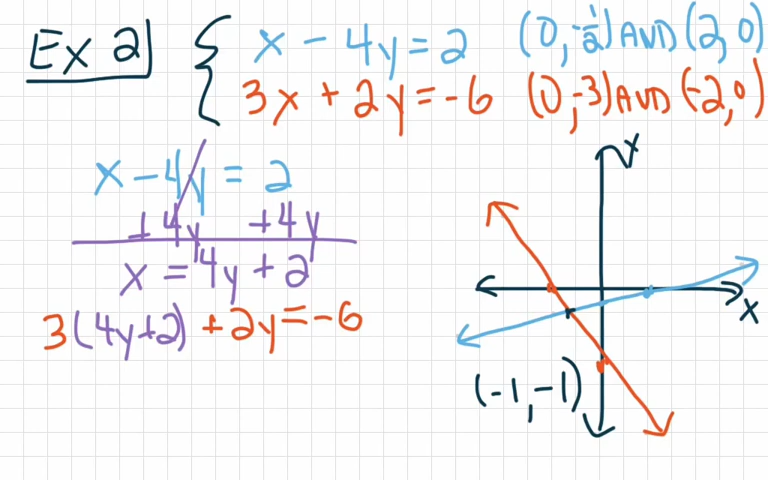 Ex 2
x - 4y = 2 (0, -1/2) AND (2, 0)
3x + 2y = -6 (0, -3) AND (-2, 0)
x - 4y = 2
+4y +4y
x = 4y + 2
3(4y+2) + 2y = -6
y
x
(-1, -1)